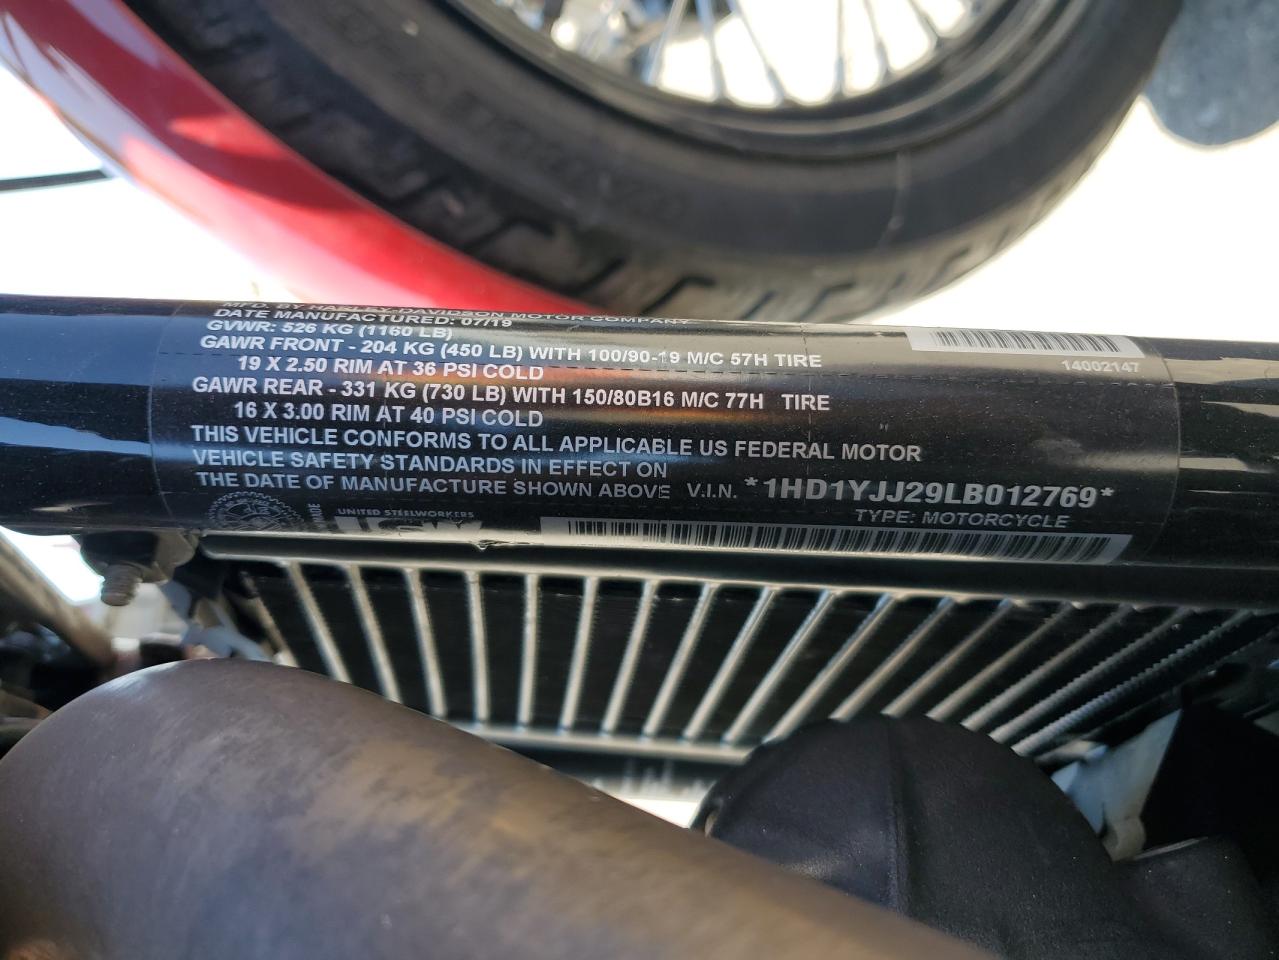 MFD. BY HARLEY-DAVIDSON MOTOR COMPANY
DATE MANUFACTURED: 07/19
GVWR: 526 KG (1160 LB)
GAWR FRONT - 204 KG (450 LB) WITH 100/90-19 M/C 57H TIRE
19 X 2.50 RIM AT 36 PSI COLD
GAWR REAR - 331 KG (730 LB) WITH 150/80B16 M/C 77H TIRE
16 X 3.00 RIM AT 40 PSI COLD
THIS VEHICLE CONFORMS TO ALL APPLICABLE US FEDERAL MOTOR
VEHICLE SAFETY STANDARDS IN EFFECT ON
THE DATE OF MANUFACTURE SHOWN ABOVE V.I.N. *1HD1YJJ29LB012769*
TYPE: MOTORCYCLE
14002147
MADE
UNITED STEELWORKERS